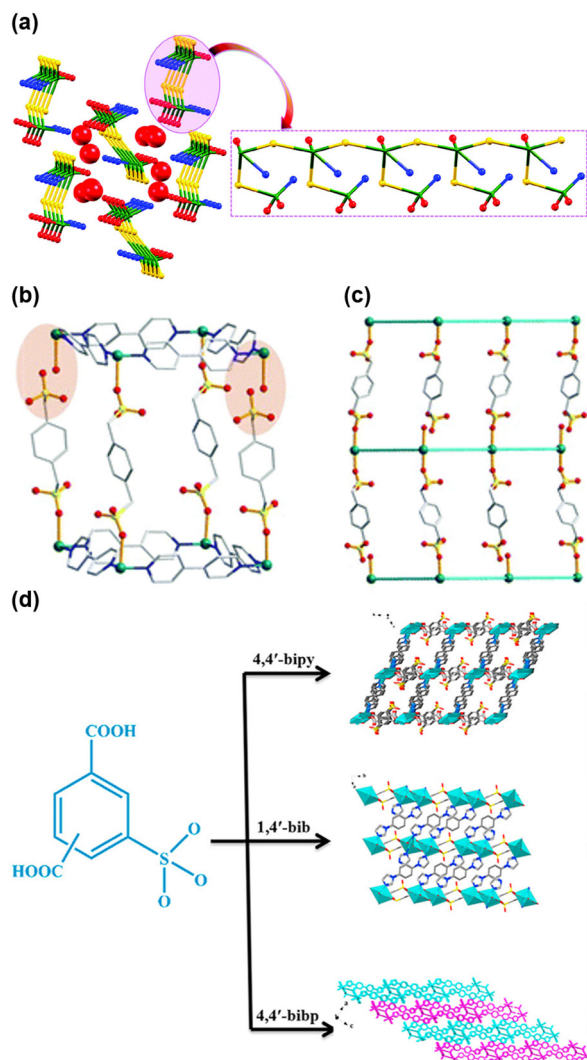 (a)
(b)
(c)
(d)
4,4′-bipy
COOH
1,4′-bib
HOOC
S
O
O
O
4,4′-bibp
a
b
c